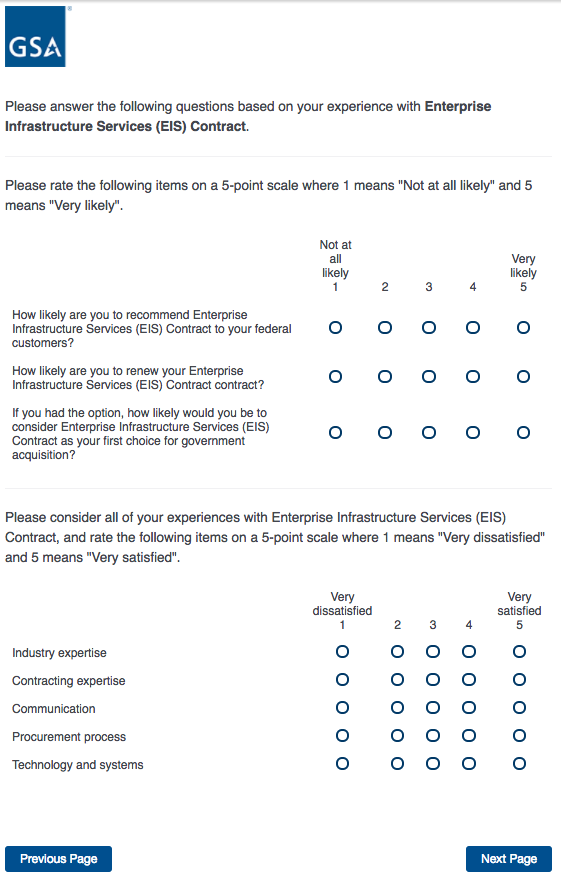 GSA
Please answer the following questions based on your experience with Enterprise
Infrastructure Services (EIS) Contract.
Please rate the following items on a 5-point scale where 1 means "Not at all likely" and 5
means "Very likely".
Not at
all
likely
1
2
3
4
Very
likely
5
How likely are you to recommend Enterprise
Infrastructure Services (EIS) Contract to your federal
customers?
How likely are you to renew your Enterprise
Infrastructure Services (EIS) Contract contract?
If you had the option, how likely would you be to
consider Enterprise Infrastructure Services (EIS)
Contract as your first choice for government
acquisition?
Please consider all of your experiences with Enterprise Infrastructure Services (EIS)
Contract, and rate the following items on a 5-point scale where 1 means "Very dissatisfied"
and 5 means "Very satisfied".
Very
dissatisfied
1
2
3
4
Very
satisfied
5
Industry expertise
Contracting expertise
Communication
Procurement process
Technology and systems
Previous Page
Next Page